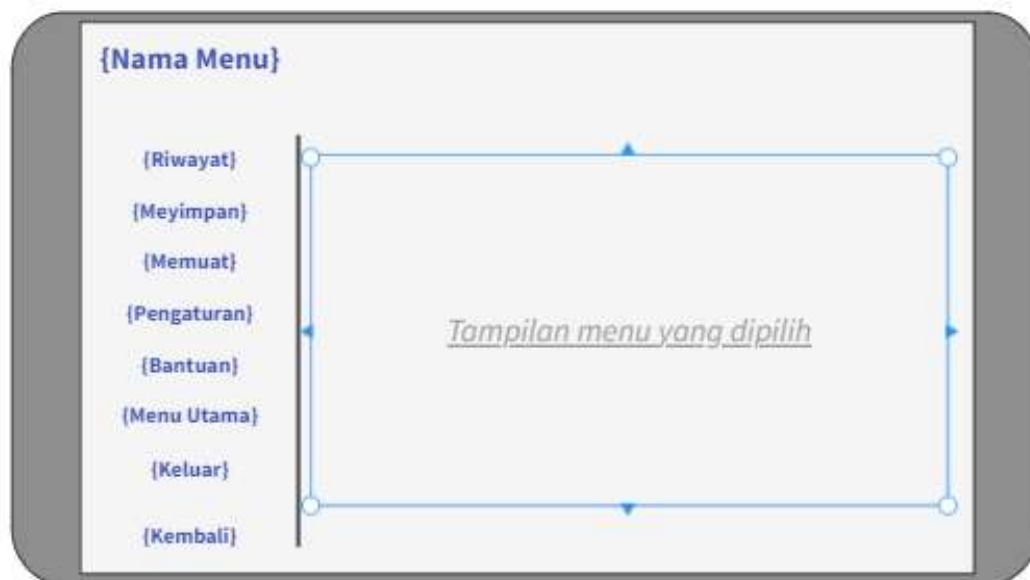 {Nama Menu}
{Riwayat}
{Meyimpan}
{Memuat}
{Pengaturan}
{Bantuan}
{Menu Utama}
{Keluar}
{Kembali}
Tampilan menu yang dipilih